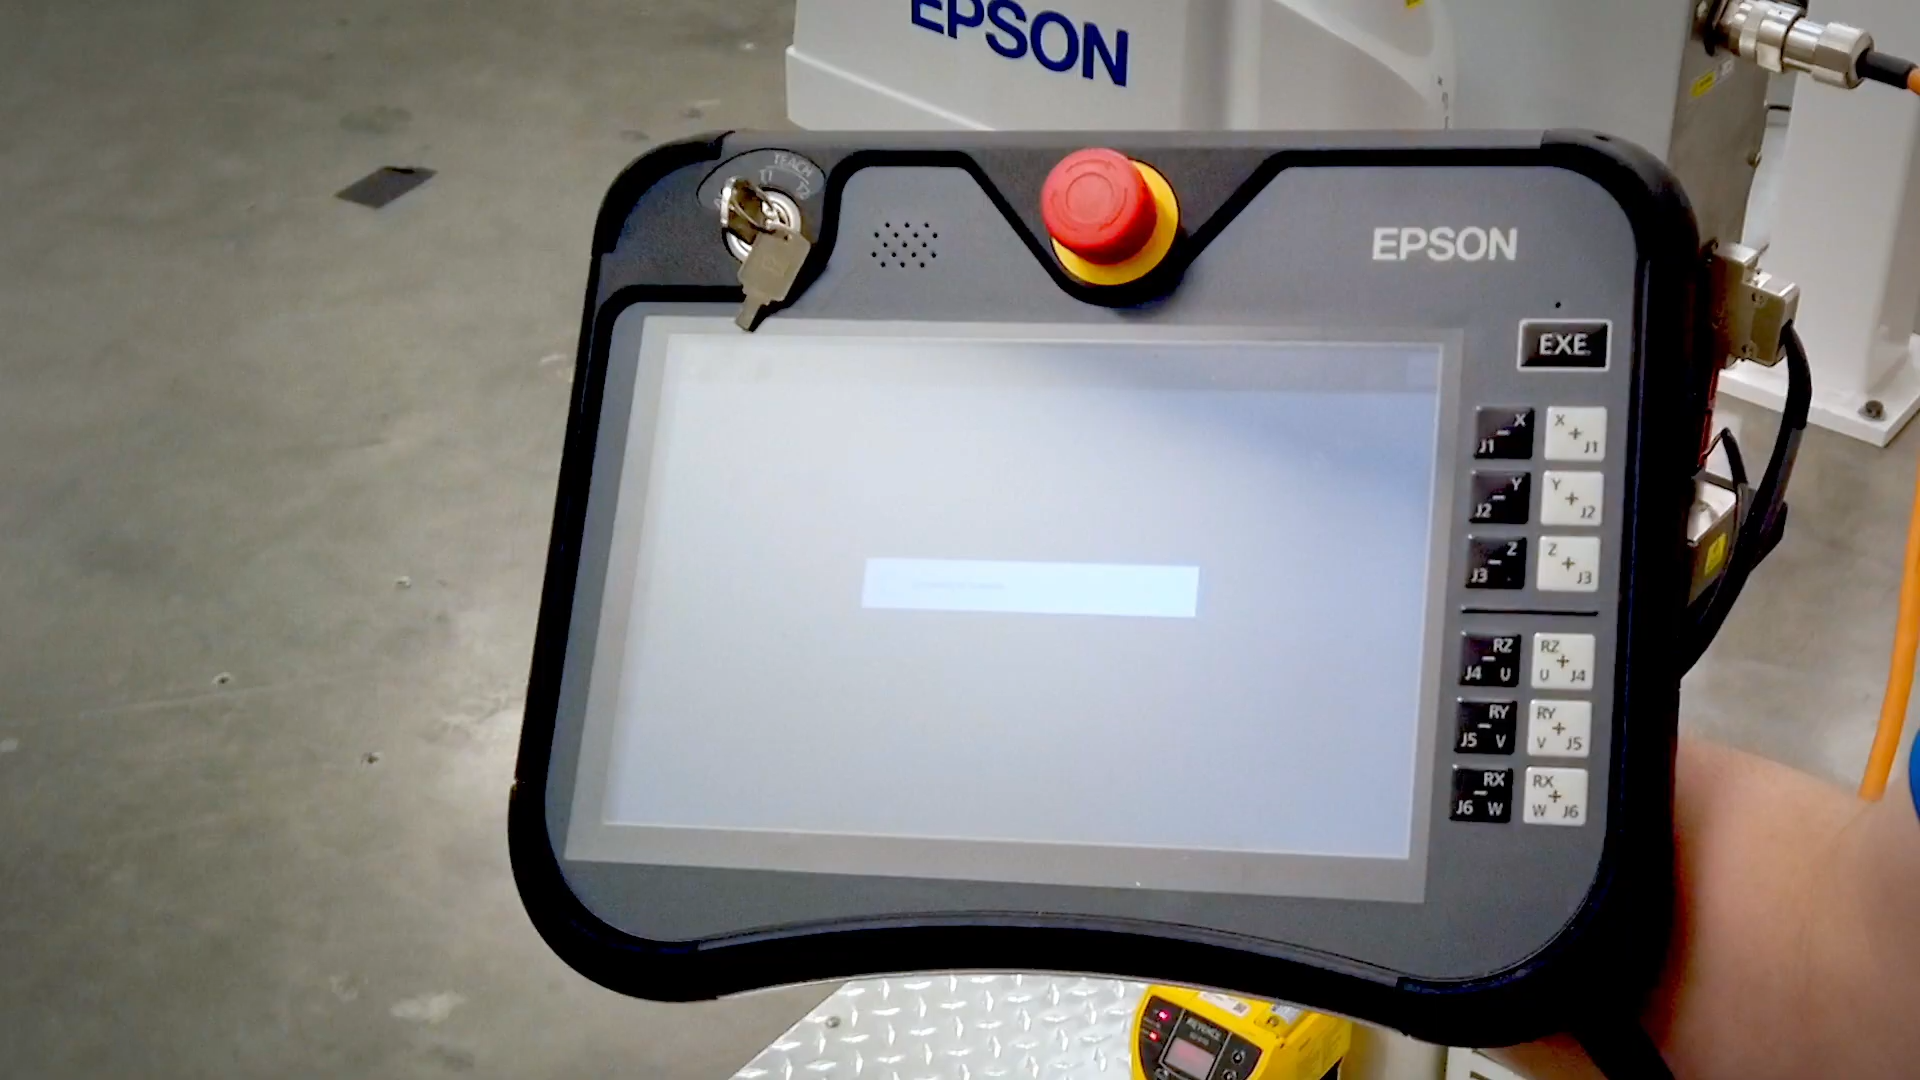 EPSON
TEACH
T1 T2
EPSON
EXE
X - J1 X + J1
Y - J2 Y + J2
Z - J3 Z + J3
RZ - J4 U RZ + U J4
RY - J5 V RY + V J5
RX - J6 W RX + W J6
KEYENCE